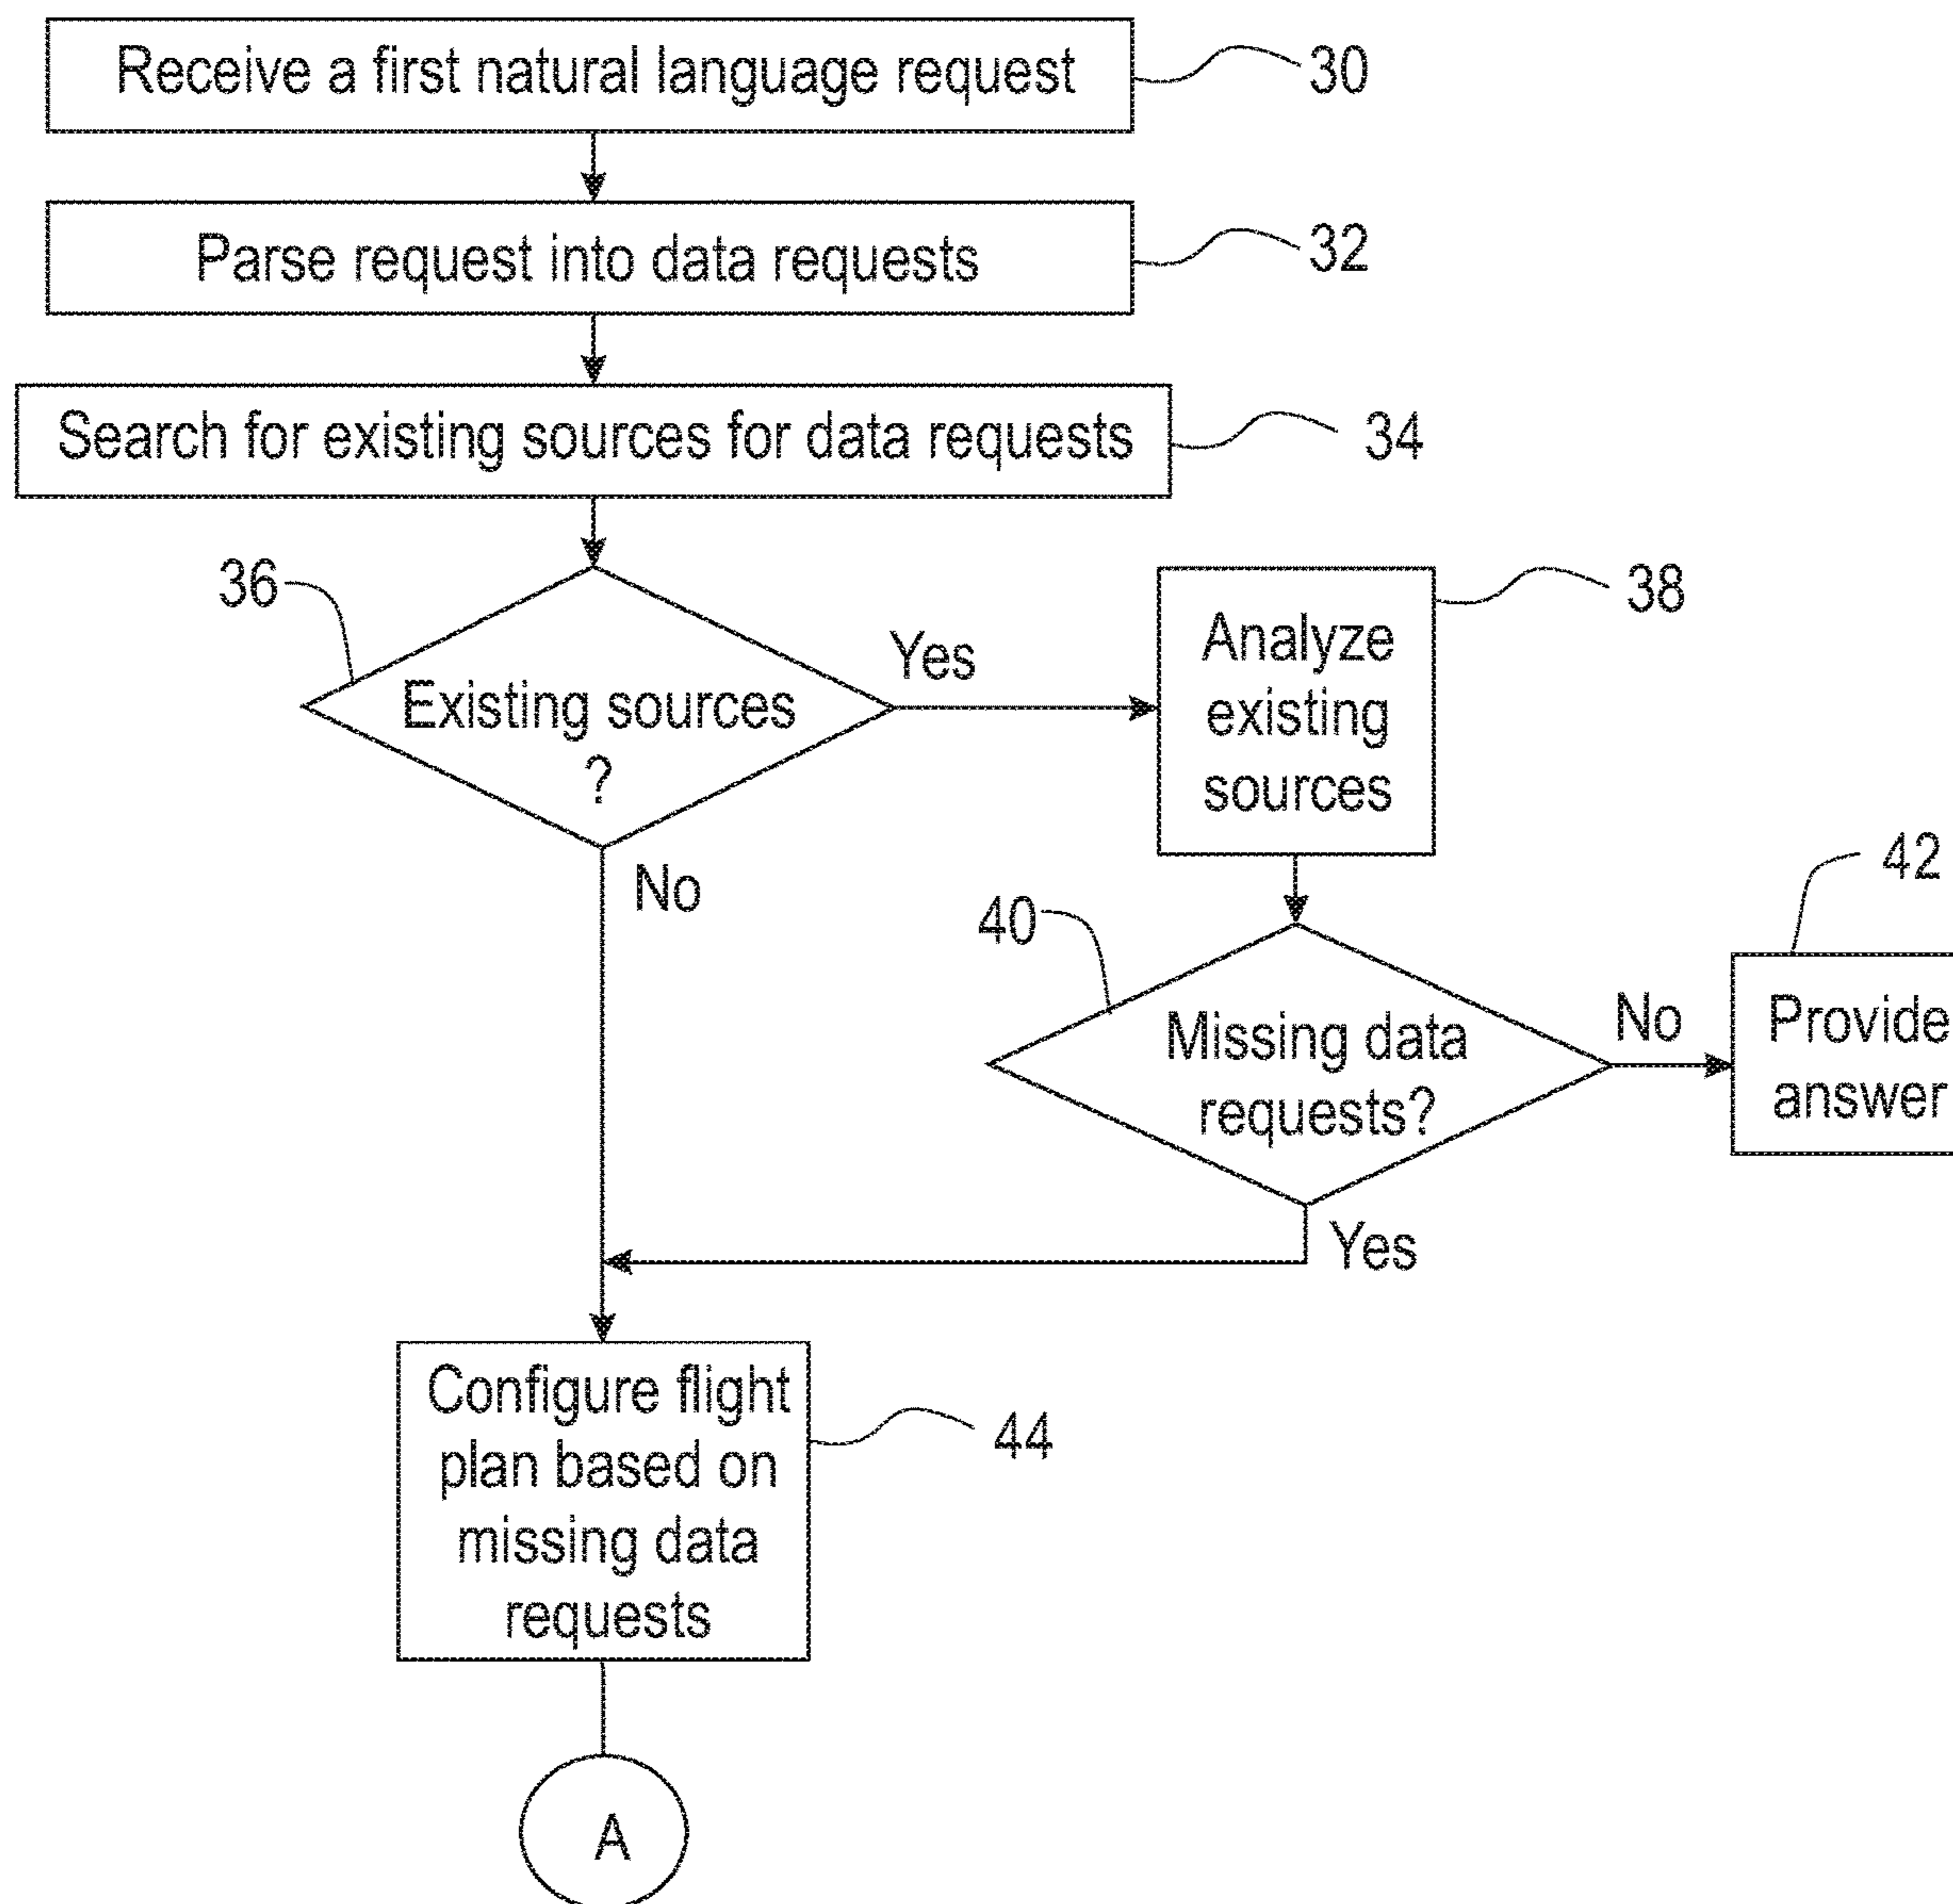 Receive a first natural language request
30
Parse request into data requests
32
Search for existing sources for data requests
34
36
Existing sources
?
Yes
No
38
Analyze
existing
sources
40
Missing data
requests?
No
Yes
42
Provide
answer
Configure flight
plan based on
missing data
requests
44
A